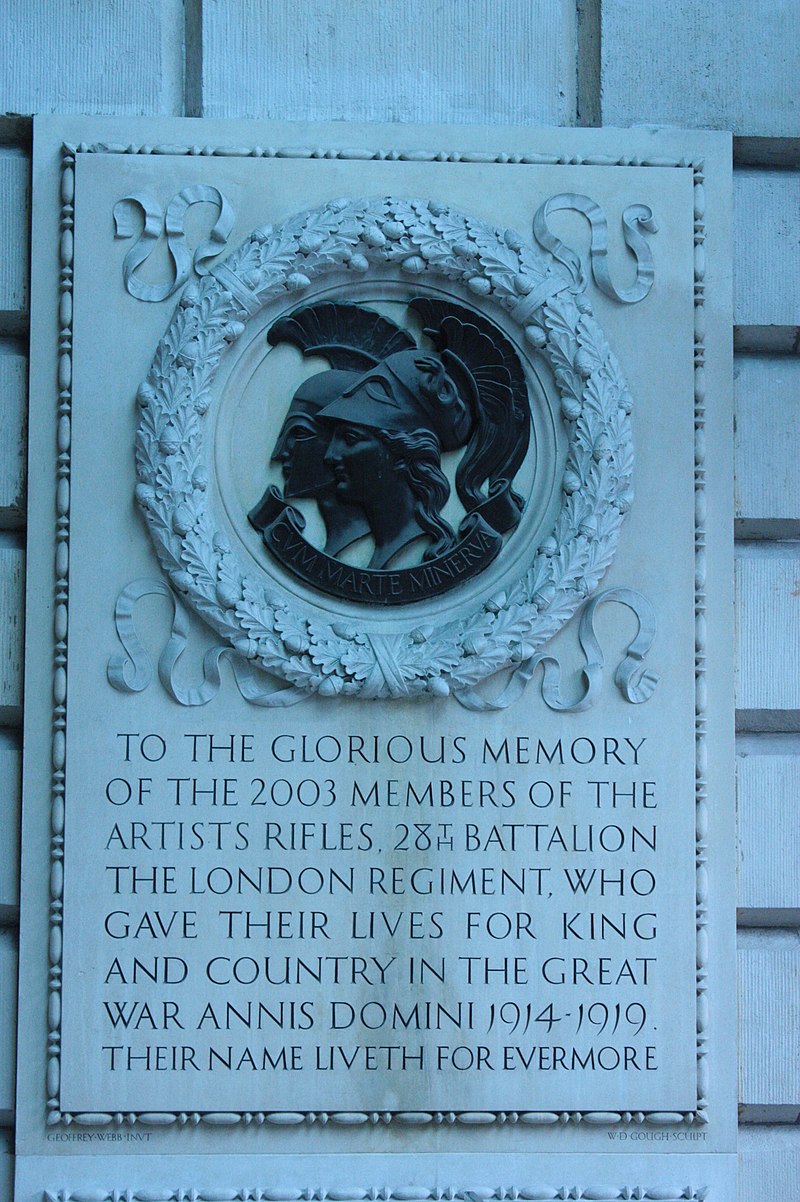 CVM MARTE MINERVA
TO THE GLORIOUS MEMORY
OF THE 2003 MEMBERS OF THE
ARTISTS RIFLES, 28TH BATTALION
THE LONDON REGIMENT, WHO
GAVE THEIR LIVES FOR KING
AND COUNTRY IN THE GREAT
WAR ANNIS DOMINI 1914-1919.
THEIR NAME LIVETH FOR EVERMORE
GEOFFREY·WEBB·INVT
W·D·GOUGH·SCULPT